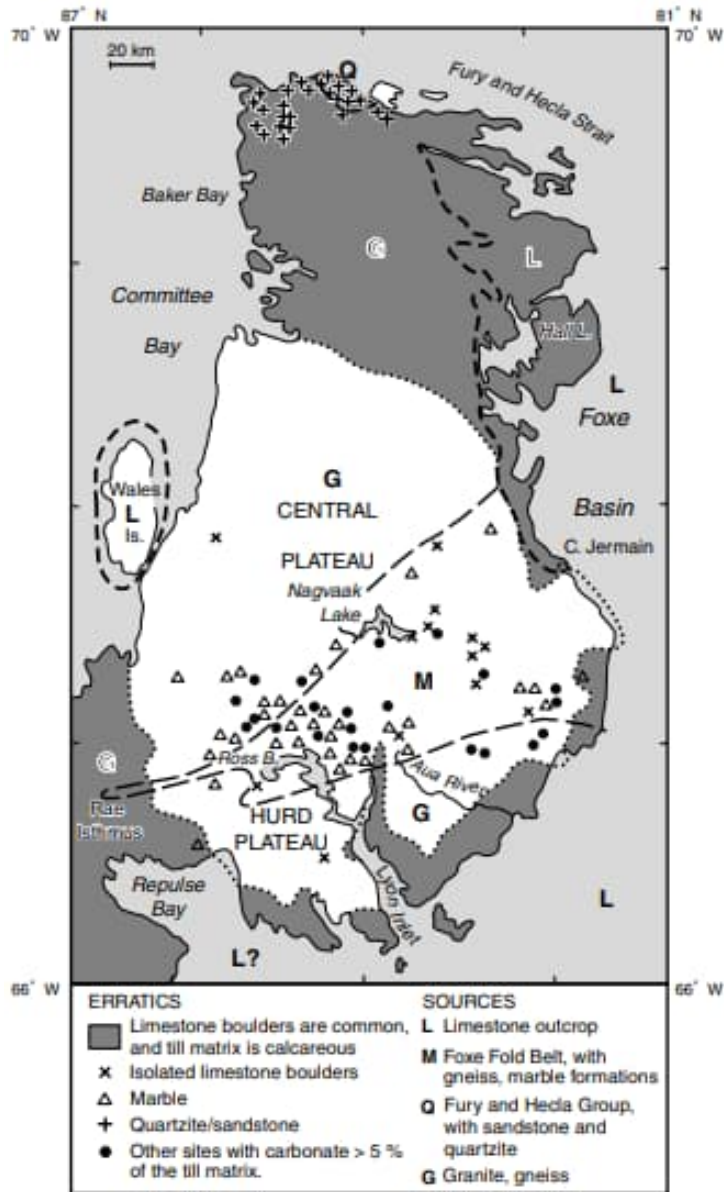 87° N
81° N
70° W
70° W
20 km
Q
Fury and Hecla Strait
Baker Bay
G
L
Committee
Bay
Hall L.
L
Foxe
Wales
L
Is.
G
CENTRAL
PLATEAU
Basin
C. Jermain
Nagvaak
Lake
M
Ross B.
G
Rae
Isthmus
Aua River
HURD
PLATEAU
G
Repulse
Bay
Lyon Inlet
L
L?
66° W
66° W
ERRATICS
Limestone boulders are common,
and till matrix is calcareous
Isolated limestone boulders
Marble
Quartzite/sandstone
Other sites with carbonate > 5 %
of the till matrix.
SOURCES
L Limestone outcrop
M Foxe Fold Belt, with
gneiss, marble formations
Q Fury and Hecla Group,
with sandstone and
quartzite
G Granite, gneiss